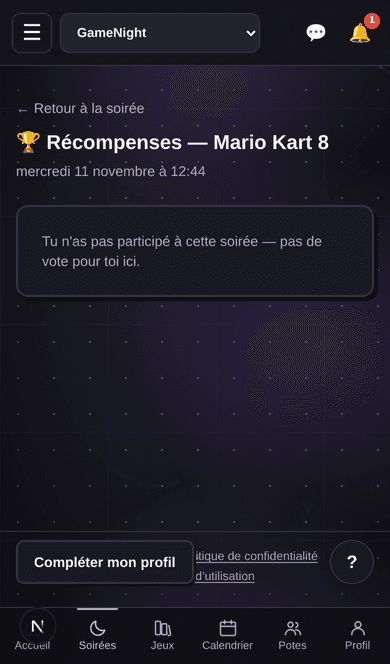 GameNight
1
← Retour à la soirée
🏆 Récompenses — Mario Kart 8
mercredi 11 novembre à 12:44
Tu n'as pas participé à cette soirée — pas de
vote pour toi ici.
Compléter mon profil
itique de confidentialité
d'utilisation
?
N
Accueil
Soirées
Jeux
Calendrier
Potes
Profil